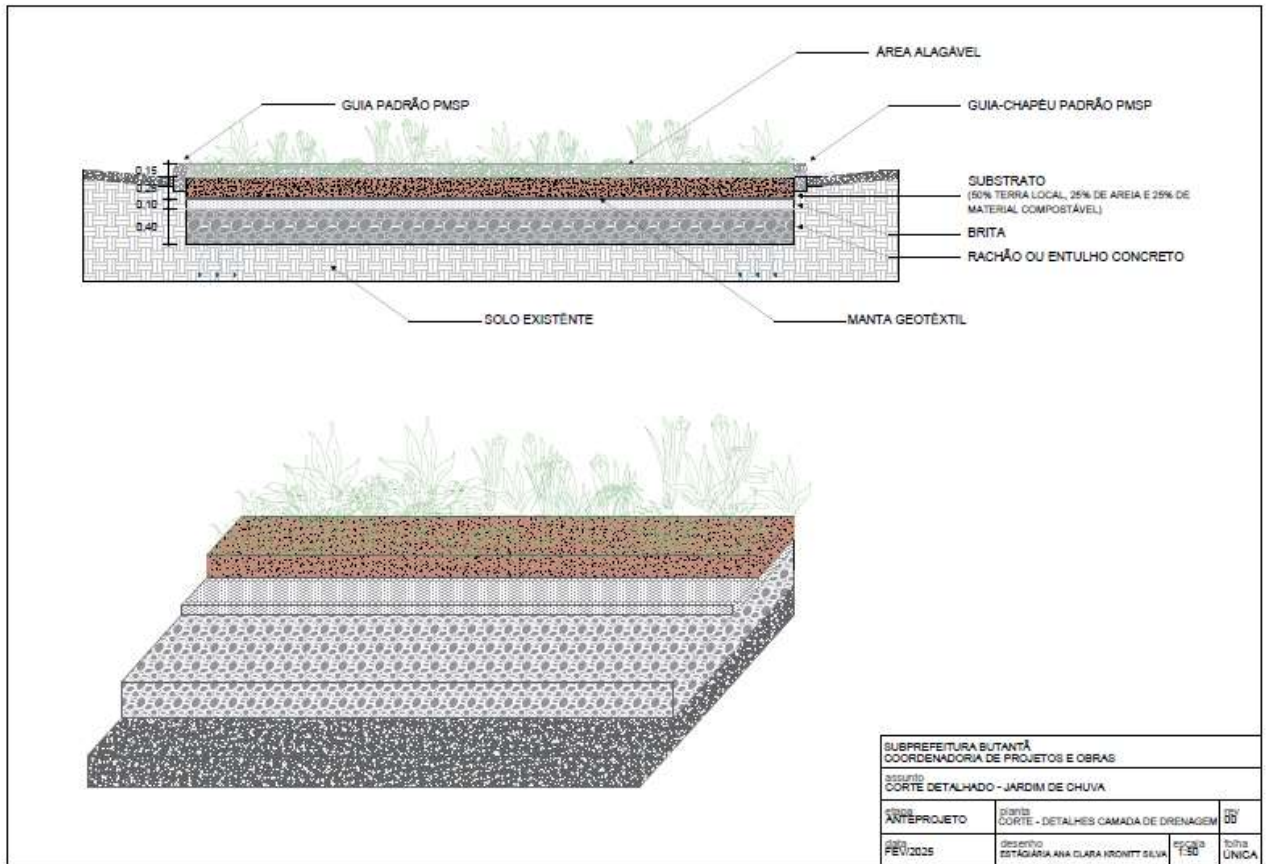 ÁREA ALAGÁVEL
GUIA PADRÃO PMSP
GUIA-CHAPÉU PADRÃO PMSP
0,15
0,10
0,40
SUBSTRATO
(50% TERRA LOCAL, 25% DE AREIA E 25% DE
MATERIAL COMPOSTÁVEL)
BRITA
RACHÃO OU ENTULHO CONCRETO
SOLO EXISTÊNTE
MANTA GEOTÊXTIL
SUBPREFEITURA BUTANTÃ
COORDENADORIA DE PROJETOS E OBRAS
assunto
CORTE DETALHADO - JARDIM DE CHUVA
etapa
ANTEPROJETO
planta
CORTE - DETALHES CAMADA DE DRENAGEM
rev
00
data
FEV/2025
desenho
ESTAGIÁRIA ANA CLARA KRONITT SILVA
escala
1:50
folha
ÚNICA